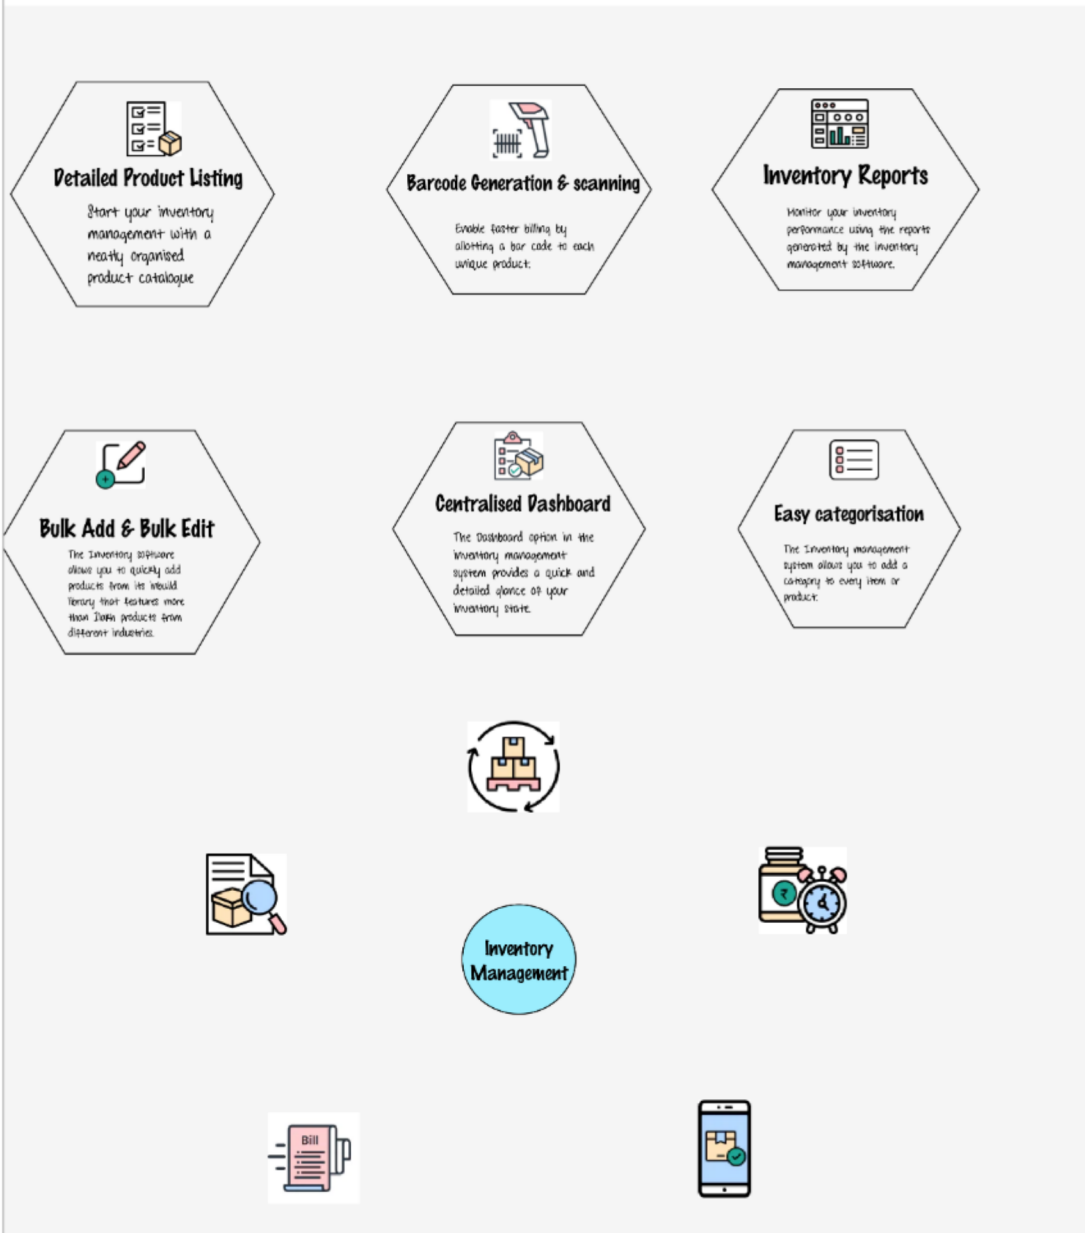 Detailed Product Listing
Start your inventory
management with a
neatly organised
product catalogue
Barcode Generation & scanning
Enable faster billing by
allotting a bar code to each
unique product.
Inventory Reports
Monitor your inventory
performance using the reports
generated by the inventory
management software.
Bulk Add & Bulk Edit
The Inventory software
allows you to quickly add
products from its inbuild
library that features more
than products from
different industries.
Centralised Dashboard
The Dashboard option in the
inventory management
system provides a quick and
detailed glance of your
inventory state.
Easy categorisation
The Inventory management
system allows you to add a
category to every item or
product.
₹
Inventory
Management
Bill